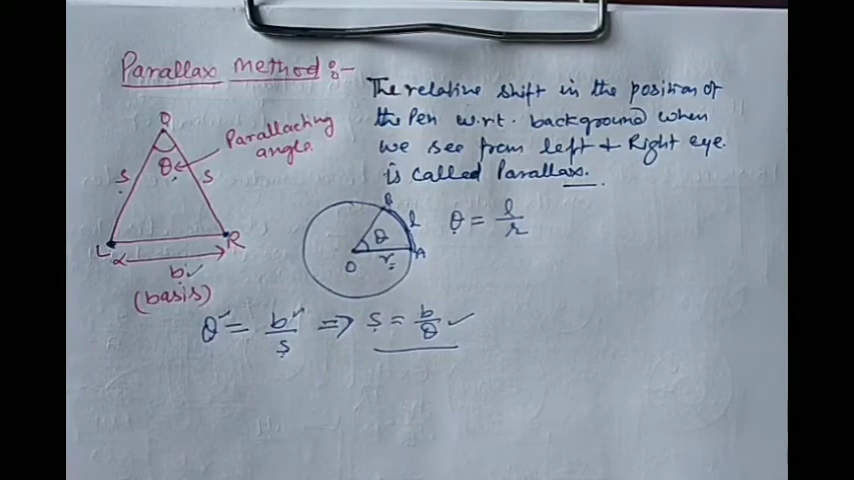 Parallax method :-
The relative shift in the position of
the Pen w.r.t. background when
we see from left + Right eye.
is called Parallax.
O
Parallaching
angle.
θ
S
S
L
R
b
(basis)
B
l
θ
O
r
A
θ = l/r
θ = b/S => S = b/θ